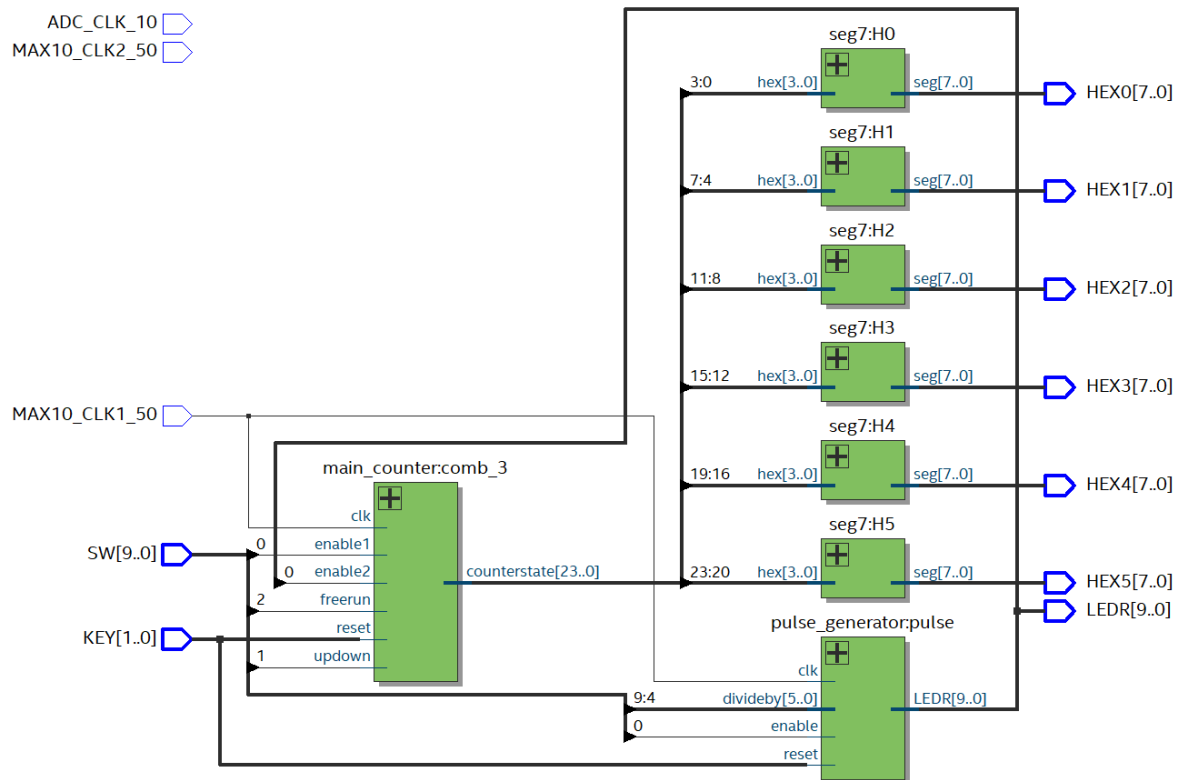 ADC_CLK_10
MAX10_CLK2_50
seg7:H0
3:0
hex[3..0]
seg[7..0]
HEX0[7..0]
seg7:H1
7:4
hex[3..0]
seg[7..0]
HEX1[7..0]
seg7:H2
11:8
hex[3..0]
seg[7..0]
HEX2[7..0]
seg7:H3
15:12
hex[3..0]
seg[7..0]
HEX3[7..0]
MAX10_CLK1_50
seg7:H4
19:16
hex[3..0]
seg[7..0]
HEX4[7..0]
main_counter:comb_3
clk
SW[9..0]
0
enable1
0
enable2
2
freerun
KEY[1..0]
reset
1
updown
counterstate[23..0]
seg7:H5
23:20
hex[3..0]
seg[7..0]
HEX5[7..0]
LEDR[9..0]
pulse_generator:pulse
clk
9:4
divideby[5..0]
LEDR[9..0]
0
enable
reset